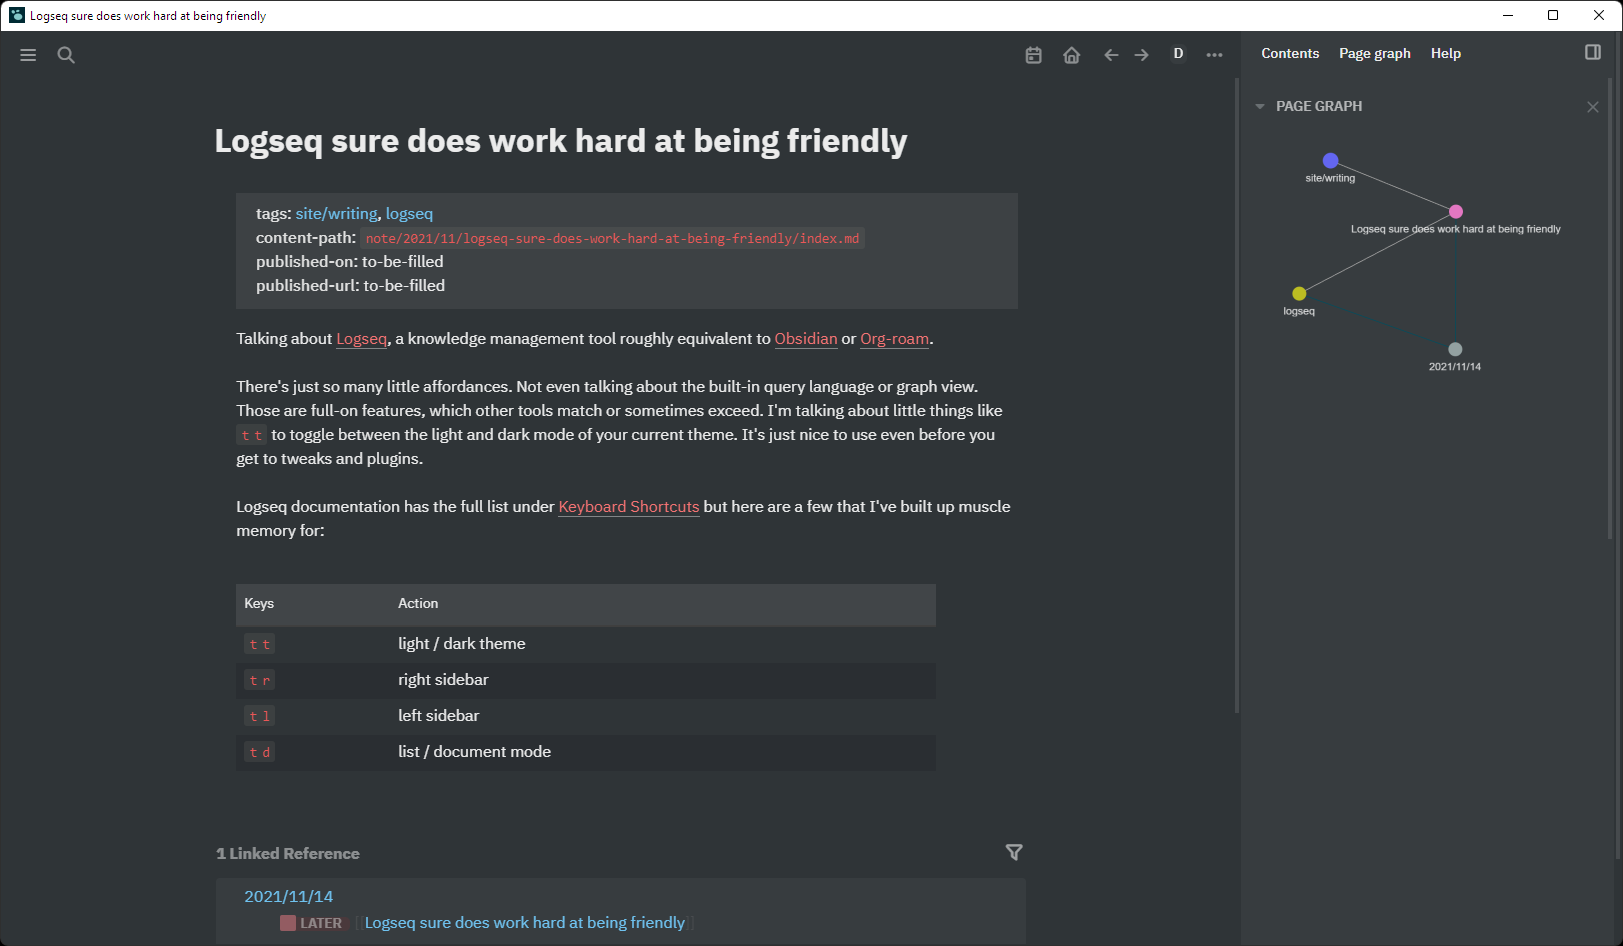 Logseq sure does work hard at being friendly
D
Contents Page graph Help
Logseq sure does work hard at being friendly
tags: site/writing, logseq
content-path: note/2021/11/logseq-sure-does-work-hard-at-being-friendly/index.md
published-on: to-be-filled
published-url: to-be-filled
Talking about Logseq, a knowledge management tool roughly equivalent to Obsidian or Org-roam.
There's just so many little affordances. Not even talking about the built-in query language or graph view.
Those are full-on features, which other tools match or sometimes exceed. I'm talking about little things like
t t to toggle between the light and dark mode of your current theme. It's just nice to use even before you
get to tweaks and plugins.
Logseq documentation has the full list under Keyboard Shortcuts but here are a few that I've built up muscle
memory for:
Keys Action
t t light / dark theme
t r right sidebar
t l left sidebar
t d list / document mode
1 Linked Reference
2021/11/14
LATER [[Logseq sure does work hard at being friendly]]
PAGE GRAPH
site/writing
Logseq sure does work hard at being friendly
logseq
2021/11/14